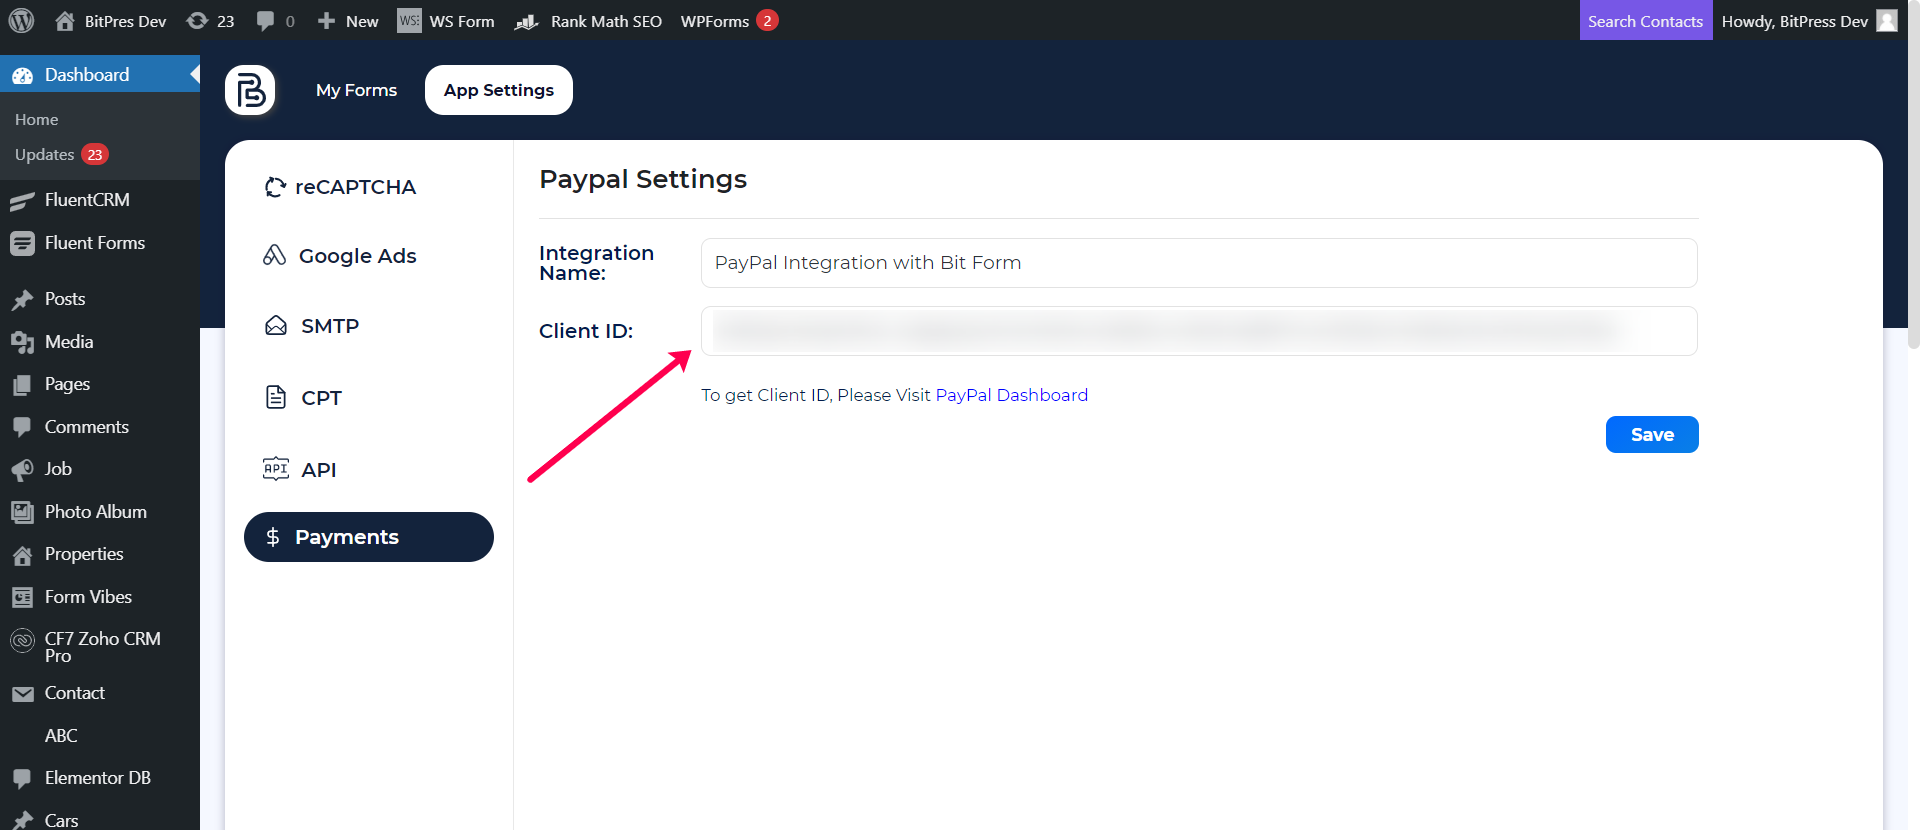 BitPres Dev 23 0 New WS Form Rank Math SEO WPForms 2 Search Contacts Howdy, BitPress Dev
Dashboard
Home
Updates 23
FluentCRM
Fluent Forms
Posts
Media
Pages
Comments
Job
Photo Album
Properties
Form Vibes
CF7 Zoho CRM
Pro
Contact
ABC
Elementor DB
Cars
My Forms App Settings
reCAPTCHA
Google Ads
SMTP
CPT
API API
$ Payments
Paypal Settings
Integration
Name:
PayPal Integration with Bit Form
Client ID:
To get Client ID, Please Visit PayPal Dashboard
Save